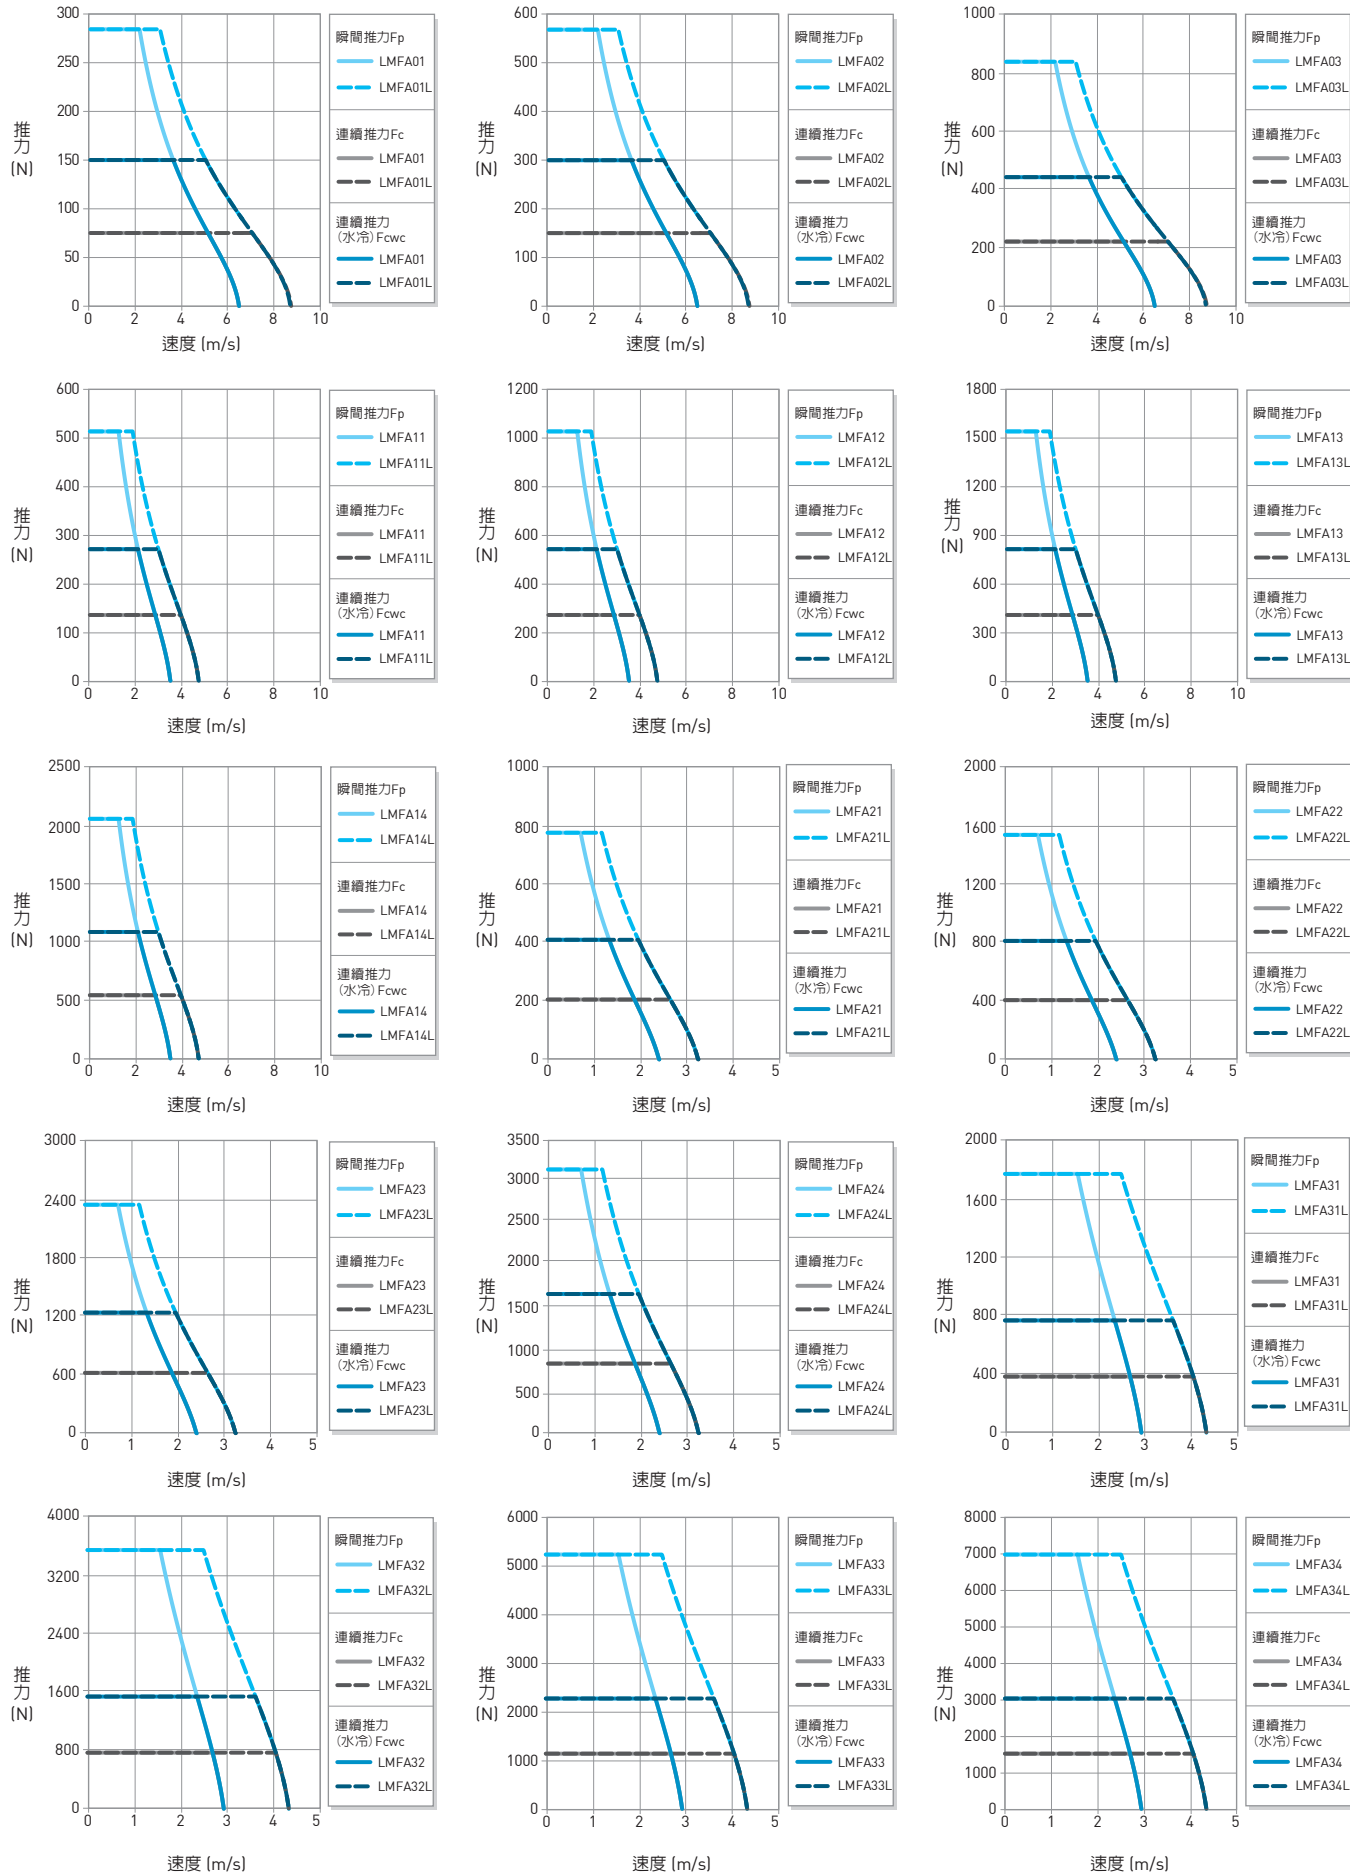 300
250
200
150
100
50
0
0 2 4 6 8 10
推力
(N)
速度 (m/s)
瞬間推力Fp
LMFA01
LMFA01L
連續推力Fc
LMFA01
LMFA01L
連續推力
(水冷)Fcwc
LMFA01
LMFA01L
600
500
400
300
200
100
0
0 2 4 6 8 10
推力
(N)
速度 (m/s)
瞬間推力Fp
LMFA02
LMFA02L
連續推力Fc
LMFA02
LMFA02L
連續推力
(水冷)Fcwc
LMFA02
LMFA02L
1000
800
600
400
200
0
0 2 4 6 8 10
推力
(N)
速度 (m/s)
瞬間推力Fp
LMFA03
LMFA03L
連續推力Fc
LMFA03
LMFA03L
連續推力
(水冷)Fcwc
LMFA03
LMFA03L
600
500
400
300
200
100
0
0 2 4 6 8 10
推力
(N)
速度 (m/s)
瞬間推力Fp
LMFA11
LMFA11L
連續推力Fc
LMFA11
LMFA11L
連續推力
(水冷)Fcwc
LMFA11
LMFA11L
1200
1000
800
600
400
200
0
0 2 4 6 8 10
推力
(N)
速度 (m/s)
瞬間推力Fp
LMFA12
LMFA12L
連續推力Fc
LMFA12
LMFA12L
連續推力
(水冷)Fcwc
LMFA12
LMFA12L
1800
1500
1200
900
600
300
0
0 2 4 6 8 10
推力
(N)
速度 (m/s)
瞬間推力Fp
LMFA13
LMFA13L
連續推力Fc
LMFA13
LMFA13L
連續推力
(水冷)Fcwc
LMFA13
LMFA13L
2500
2000
1500
1000
500
0
0 2 4 6 8 10
推力
(N)
速度 (m/s)
瞬間推力Fp
LMFA14
LMFA14L
連續推力Fc
LMFA14
LMFA14L
連續推力
(水冷)Fcwc
LMFA14
LMFA14L
1000
800
600
400
200
0
0 1 2 3 4 5
推力
(N)
速度 (m/s)
瞬間推力Fp
LMFA21
LMFA21L
連續推力Fc
LMFA21
LMFA21L
連續推力
(水冷)Fcwc
LMFA21
LMFA21L
2000
1600
1200
800
400
0
0 1 2 3 4 5
推力
(N)
速度 (m/s)
瞬間推力Fp
LMFA22
LMFA22L
連續推力Fc
LMFA22
LMFA22L
連續推力
(水冷)Fcwc
LMFA22
LMFA22L
3000
2400
1800
1200
600
0
0 1 2 3 4 5
推力
(N)
速度 (m/s)
瞬間推力Fp
LMFA23
LMFA23L
連續推力Fc
LMFA23
LMFA23L
連續推力
(水冷)Fcwc
LMFA23
LMFA23L
3500
3000
2500
2000
1500
1000
500
0
0 1 2 3 4 5
推力
(N)
速度 (m/s)
瞬間推力Fp
LMFA24
LMFA24L
連續推力Fc
LMFA24
LMFA24L
連續推力
(水冷)Fcwc
LMFA24
LMFA24L
2000
1600
1200
800
400
0
0 1 2 3 4 5
推力
(N)
速度 (m/s)
瞬間推力Fp
LMFA31
LMFA31L
連續推力Fc
LMFA31
LMFA31L
連續推力
(水冷)Fcwc
LMFA31
LMFA31L
4000
3200
2400
1600
800
0
0 1 2 3 4 5
推力
(N)
速度 (m/s)
瞬間推力Fp
LMFA32
LMFA32L
連續推力Fc
LMFA32
LMFA32L
連續推力
(水冷)Fcwc
LMFA32
LMFA32L
6000
5000
4000
3000
2000
1000
0
0 1 2 3 4 5
推力
(N)
速度 (m/s)
瞬間推力Fp
LMFA33
LMFA33L
連續推力Fc
LMFA33
LMFA33L
連續推力
(水冷)Fcwc
LMFA33
LMFA33L
8000
7000
6000
5000
4000
3000
2000
1000
0
0 1 2 3 4 5
推力
(N)
速度 (m/s)
瞬間推力Fp
LMFA34
LMFA34L
連續推力Fc
LMFA34
LMFA34L
連續推力
(水冷)Fcwc
LMFA34
LMFA34L